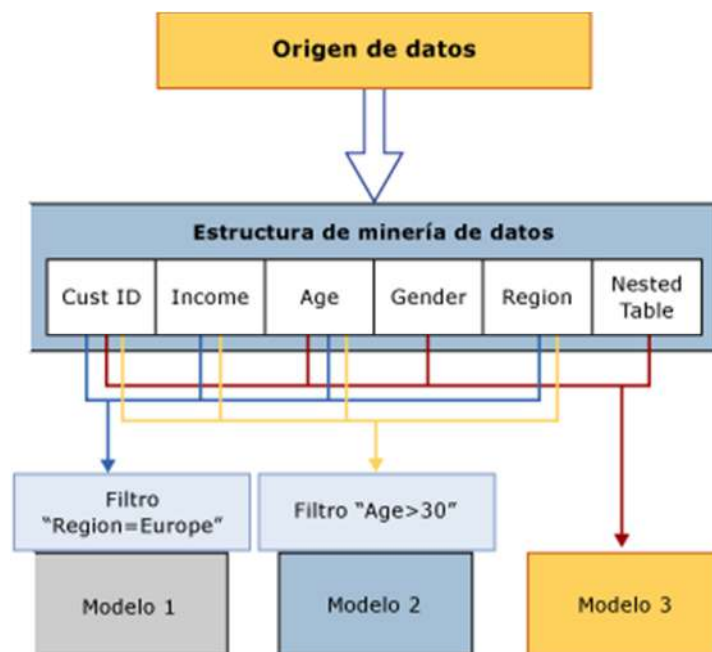 Origen de datos
Estructura de minería de datos
Cust ID
Income
Age
Gender
Region
Nested
Table
Filtro
“Region=Europe”
Filtro “Age>30”
Modelo 1
Modelo 2
Modelo 3